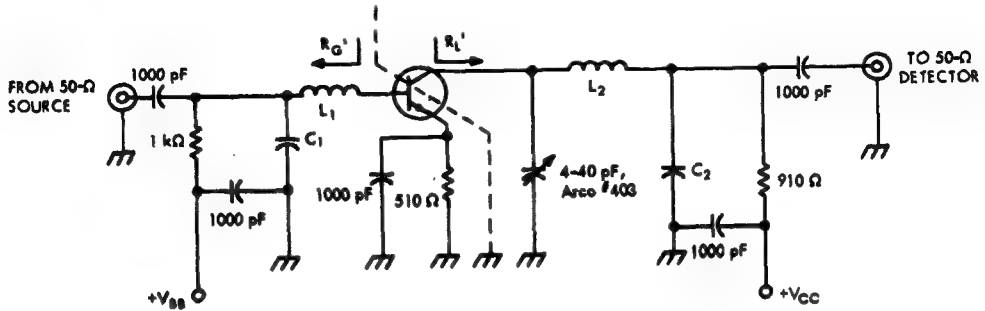 FROM 50-Ω
SOURCE
1000 pF
1 kΩ
1000 pF
+VBB
C1
L1
RG'
RL'
1000 pF
510 Ω
4-40 pF,
Arco #403
L2
C2
1000 pF
910 Ω
+VCC
1000 pF
TO 50-Ω
DETECTOR